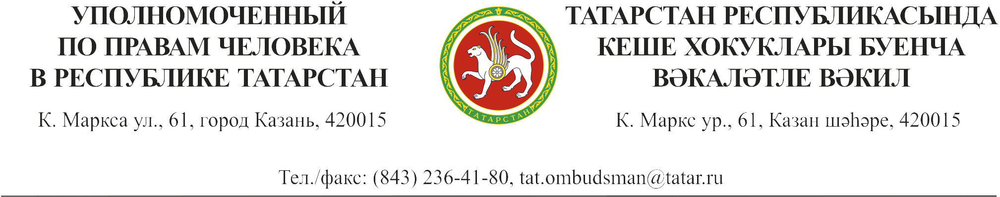 УПОЛНОМОЧЕННЫЙ
ПО ПРАВАМ ЧЕЛОВЕКА
В РЕСПУБЛИКЕ ТАТАРСТАН
К. Маркса ул., 61, город Казань, 420015
ТАТАРСТАН
ТАТАРСТАН РЕСПУБЛИКАСЫНДА
КЕШЕ ХОКУКЛАРЫ БУЕНЧА
ВӘКАЛӘТЛЕ ВӘКИЛ
К. Маркс ур., 61, Казан шәһәре, 420015
Тел./факс: (843) 236-41-80, tat.ombudsman@tatar.ru